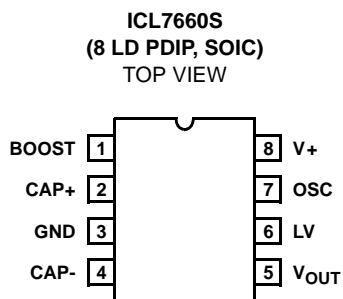 ICL7660S
(8 LD PDIP, SOIC)
TOP VIEW
BOOST 1 8 V+
CAP+ 2 7 OSC
GND 3 6 LV
CAP- 4 5 VOUT